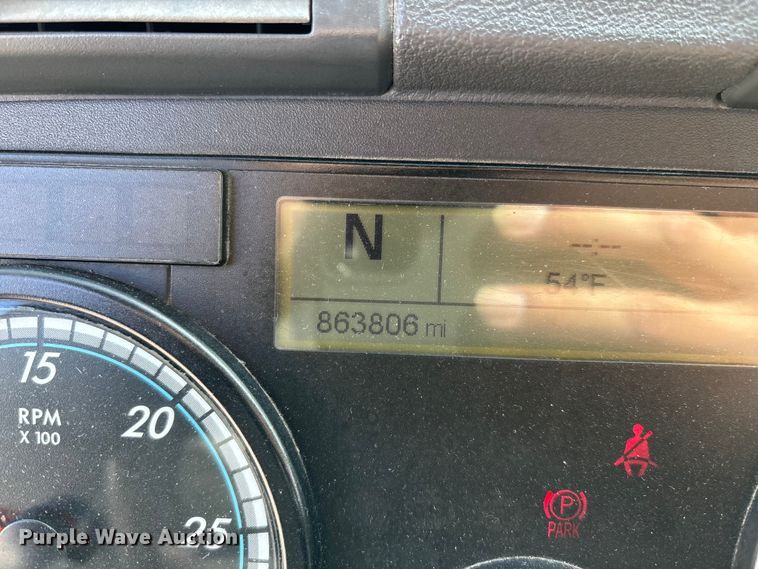 N
--:--
54°F
863806 mi
15
RPM
X 100
20
25
P
PARK
Purple Wave Auction